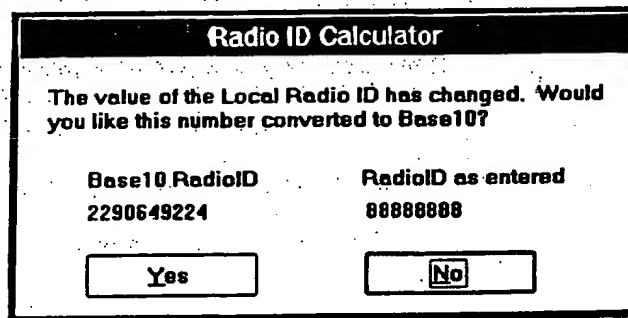 Radio ID Calculator
The value of the Local Radio ID has changed. Would
you like this number converted to Base10?
Base10 RadioID RadioID as entered
2290649224 88888888
Yes No